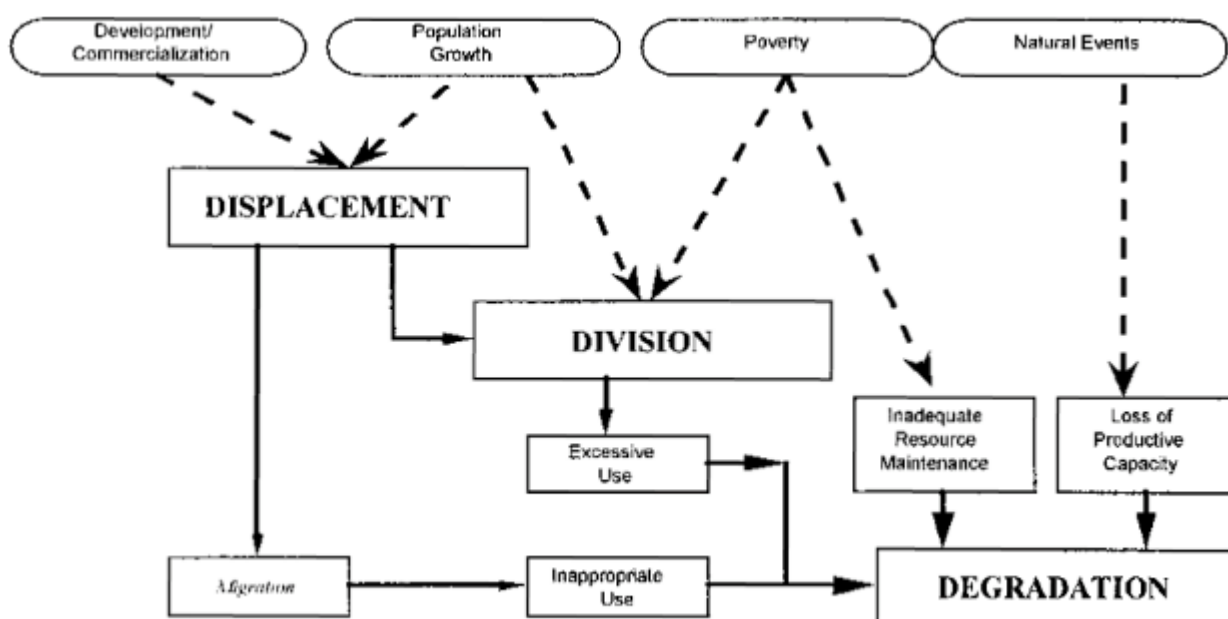 Development/
Commercialization
Population
Growth
Poverty
Natural Events
DISPLACEMENT
DIVISION
Inadequate
Resource
Maintenance
Loss of
Productive
Capacity
Excessive
Use
Migration
Inappropriate
Use
DEGRADATION